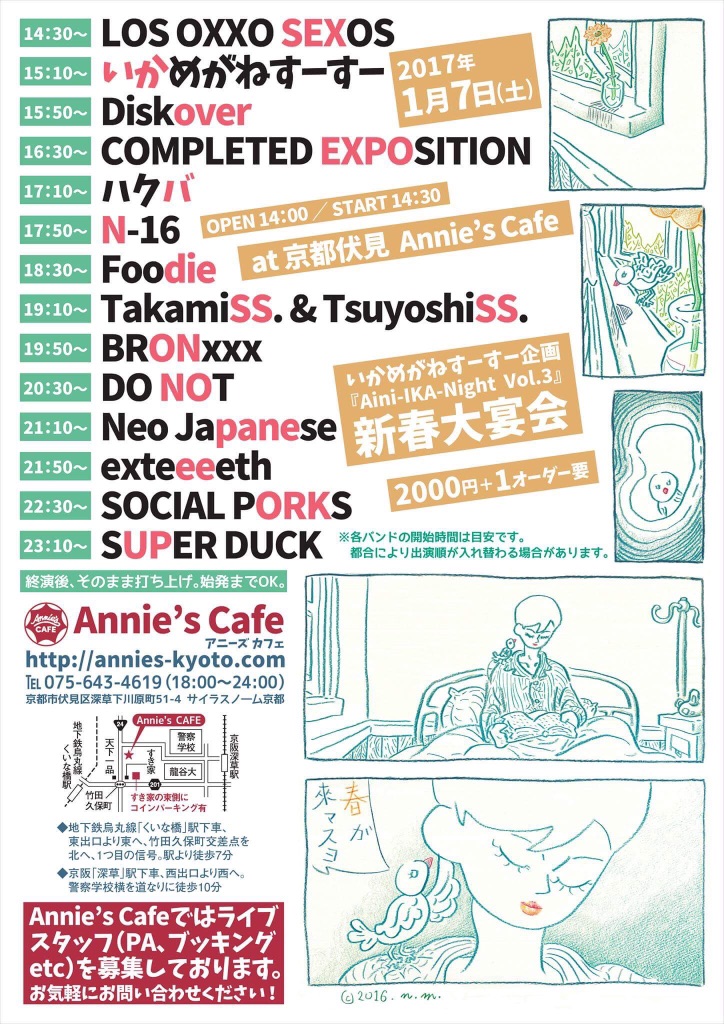 14:30〜 LOS OXXO SEXOS
15:10〜 いかめがねすーすー
15:50〜 Diskover
16:30〜 COMPLETED EXPOSITION
17:10〜 ハクバ
17:50〜 N-16
18:30〜 Foodie
19:10〜 TakamiSS. & TsuyoshiSS.
19:50〜 BRONxxx
20:30〜 DO NOT
21:10〜 Neo Japanese
21:50〜 exteeeeth
22:30〜 SOCIAL PORKS
23:10〜 SUPER DUCK
2017年
1月7日(土)
OPEN 14:00 / START 14:30
at 京都伏見 Annie's Cafe
いかめがねすーすー企画
『Aini-IKA-Night Vol.3』
新春大宴会
2000円+1オーダー要
※各バンドの開始時間は目安です。
都合により出演順が入れ替わる場合があります。
終演後、そのまま打ち上げ。始発までOK。
Annie's
CAFE
Annie's Cafe
アニーズ カフェ
http://annies-kyoto.com
TEL 075-643-4619(18:00〜24:00)
京都市伏見区深草下川原町51-4 サイラスノーム京都
Annie's CAFE
24
地下鉄烏丸線
くいな橋駅
天下一品
すき家
警察
学校
龍谷大
京阪深草駅
竹田
久保町
201
すき家の東側に
コインパーキング有
◆地下鉄烏丸線「くいな橋」駅下車、
東出口より東へ、竹田久保町交差点を
北へ、1つ目の信号。駅より徒歩7分
◆京阪「深草」駅下車、西出口より西へ。
警察学校横を道なりに徒歩10分
Annie's Cafeではライブ
スタッフ(PA、ブッキング
etc)を募集しております。
お気軽にお問い合わせください!
春が
来マスヨ
©2016. n.m.